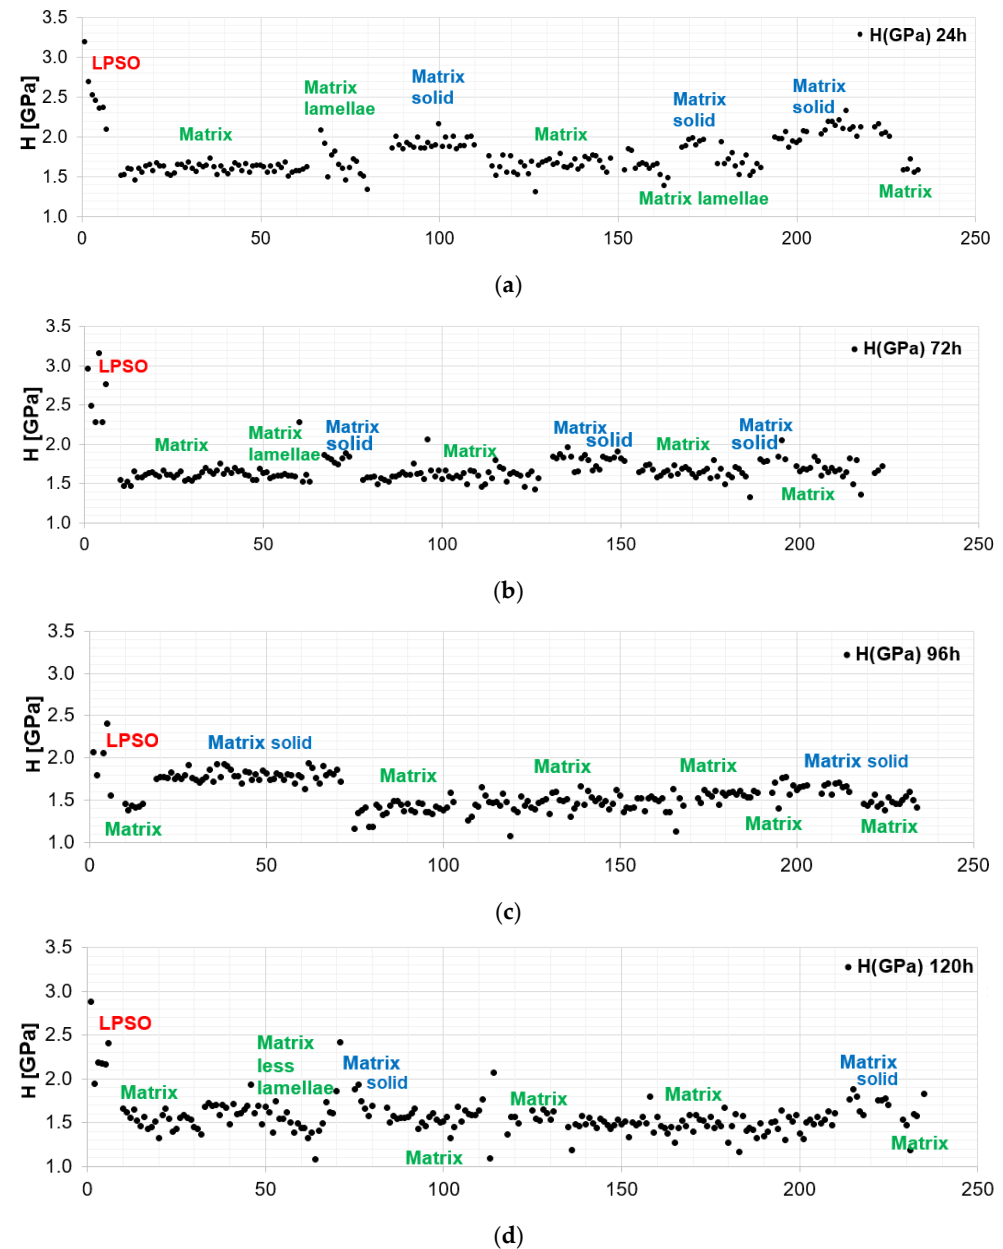 3.5
H(GPa) 24h
3.0
LPSO
Matrix
solid
Matrix
lamellae
Matrix
solid
Matrix
solid
2.5
H [GPa]
2.0
Matrix
Matrix
1.5
Matrix lamellae
Matrix
1.0
0 50 100 150 200 250
(a)
3.5
H(GPa) 72h
3.0
LPSO
2.5
H [GPa]
2.0
Matrix
Matrix
lamellae
Matrix
solid
Matrix
Matrix
solid
Matrix
Matrix
solid
1.5
Matrix
1.0
0 50 100 150 200 250
(b)
3.5
H(GPa) 96h
3.0
2.5
H [GPa]
LPSO
Matrix solid
2.0
Matrix
Matrix
Matrix
Matrix solid
1.5
Matrix
Matrix
Matrix
1.0
0 50 100 150 200 250
(c)
3.5
H(GPa) 120h
3.0
LPSO
2.5
H [GPa]
Matrix
less
lamellae
Matrix
solid
Matrix
solid
2.0
Matrix
Matrix
Matrix
1.5
Matrix
Matrix
1.0
0 50 100 150 200 250
(d)